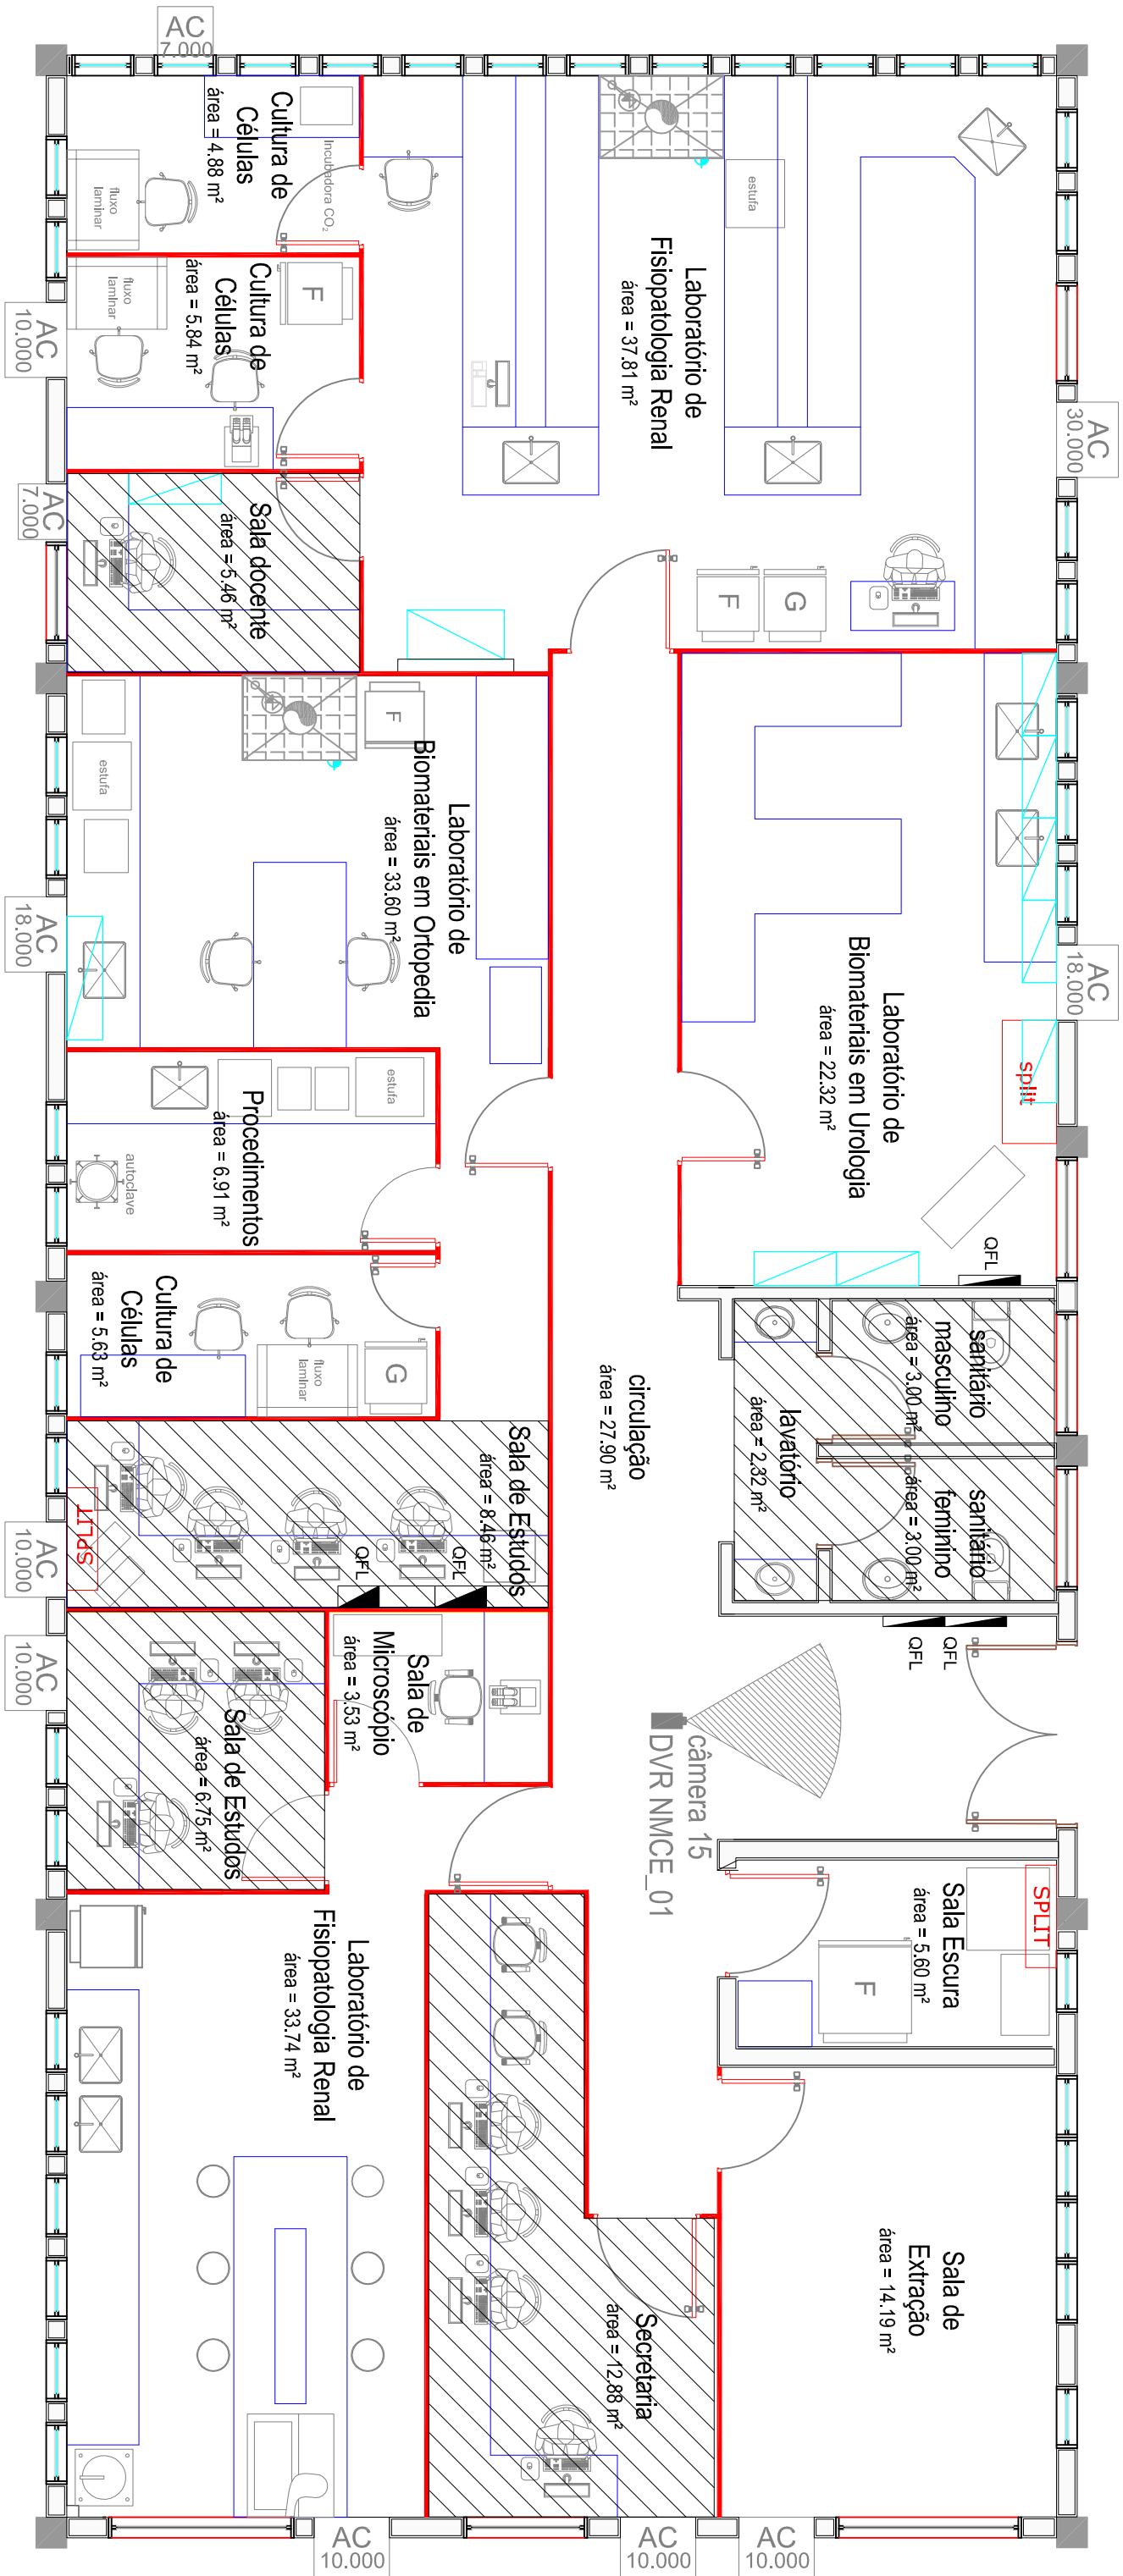 AC
7.000
Cultura de
Células
área = 4.88 m²
fluxo
laminar
Incubadora CO₂
estufa
Laboratório de
Fisiopatologia Renal
área = 37.81 m²
AC
30.000
Cultura de
Células
área = 5.84 m²
fluxo
laminar
F
AC
10.000
Sala docente
área = 5.46 m²
AC
7.000
F
G
Laboratório de
Biomateriais em Ortopedia
área = 33.60 m²
F
estufa
AC
18.000
Laboratório de
Biomateriais em Urologia
área = 22.32 m²
AC
18.000
split
QFL
Procedimentos
área = 6.91 m²
estufa
autoclave
Cultura de
Células
área = 5.63 m²
fluxo
laminar
G
circulação
área = 27.90 m²
sanitário
masculino
área = 3.00 m²
lavatório
área = 2.32 m²
sanitário
feminino
área = 3.00 m²
Sala de Estudos
área = 8.46 m²
QFL
QFL
SPLIT
AC
10.000
QFL
QFL
Sala de
Microscópio
área = 3.53 m²
AC
10.000
Sala de Estudos
área = 6.75 m²
câmera 15
DVR NMCE_01
SPLIT
Sala Escura
área = 5.60 m²
F
Laboratório de
Fisiopatologia Renal
área = 33.74 m²
Secretaria
área = 12.88 m²
Sala de
Extração
área = 14.19 m²
AC
10.000
AC
10.000
AC
10.000